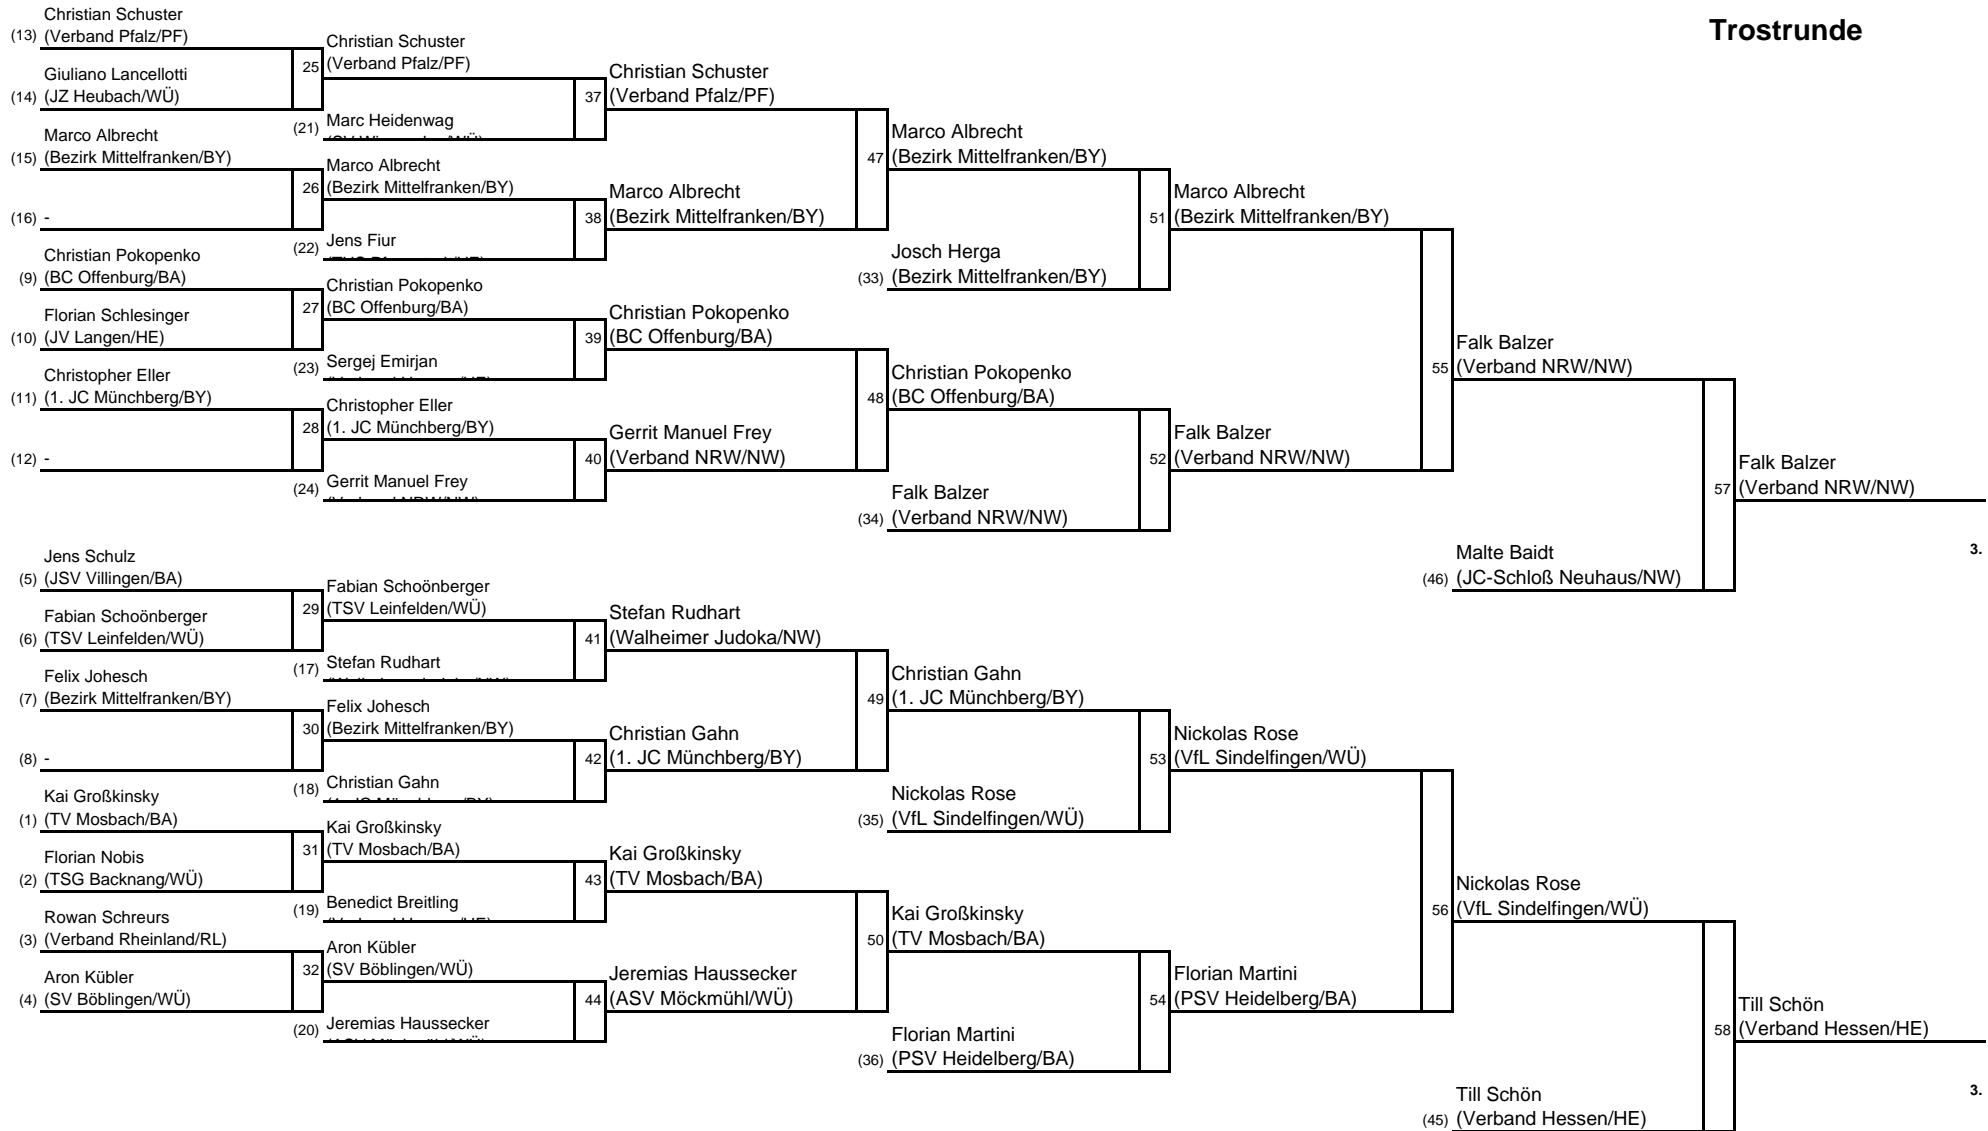 Trostrunde
Christian Schuster
(13) (Verband Pfalz/PF)
Giuliano Lancellotti
(14) (JZ Heubach/WÜ)
Marco Albrecht
(15) (Bezirk Mittelfranken/BY)
(16) -
Christian Pokopenko
(9) (BC Offenburg/BA)
Florian Schlesinger
(10) (JV Langen/HE)
Christopher Eller
(11) (1. JC Münchberg/BY)
(12) -
Jens Schulz
(5) (JSV Villingen/BA)
Fabian Schoönberger
(6) (TSV Leinfelden/WÜ)
Felix Johesch
(7) (Bezirk Mittelfranken/BY)
(8) -
Kai Großkinsky
(1) (TV Mosbach/BA)
Florian Nobis
(2) (TSG Backnang/WÜ)
Rowan Schreurs
(3) (Verband Rheinland/RL)
Aron Kübler
(4) (SV Böblingen/WÜ)
Christian Schuster
25 (Verband Pfalz/PF)
(21) Marc Heidenwag
Marco Albrecht
26 (Bezirk Mittelfranken/BY)
(22) Jens Fiur
Christian Pokopenko
27 (BC Offenburg/BA)
(23) Sergej Emirjan
Christopher Eller
28 (1. JC Münchberg/BY)
(24) Gerrit Manuel Frey
Fabian Schoönberger
29 (TSV Leinfelden/WÜ)
(17) Stefan Rudhart
Felix Johesch
30 (Bezirk Mittelfranken/BY)
(18) Christian Gahn
Kai Großkinsky
31 (TV Mosbach/BA)
(19) Benedict Breitling
Aron Kübler
32 (SV Böblingen/WÜ)
(20) Jeremias Haussecker
Christian Schuster
37 (Verband Pfalz/PF)
Marco Albrecht
38 (Bezirk Mittelfranken/BY)
Christian Pokopenko
39 (BC Offenburg/BA)
Gerrit Manuel Frey
40 (Verband NRW/NW)
Stefan Rudhart
41 (Walheimer Judoka/NW)
Christian Gahn
42 (1. JC Münchberg/BY)
Kai Großkinsky
43 (TV Mosbach/BA)
Jeremias Haussecker
44 (ASV Möckmühl/WÜ)
Marco Albrecht
47 (Bezirk Mittelfranken/BY)
Josch Herga
(33) (Bezirk Mittelfranken/BY)
Christian Pokopenko
48 (BC Offenburg/BA)
Falk Balzer
(34) (Verband NRW/NW)
Christian Gahn
49 (1. JC Münchberg/BY)
Nickolas Rose
(35) (VfL Sindelfingen/WÜ)
Kai Großkinsky
50 (TV Mosbach/BA)
Florian Martini
(36) (PSV Heidelberg/BA)
Marco Albrecht
51 (Bezirk Mittelfranken/BY)
Falk Balzer
52 (Verband NRW/NW)
Nickolas Rose
53 (VfL Sindelfingen/WÜ)
Florian Martini
54 (PSV Heidelberg/BA)
Falk Balzer
55 (Verband NRW/NW)
Malte Baidt
(46) (JC-Schloß Neuhaus/NW)
Nickolas Rose
56 (VfL Sindelfingen/WÜ)
Till Schön
(45) (Verband Hessen/HE)
Falk Balzer
57 (Verband NRW/NW)
3.
Till Schön
58 (Verband Hessen/HE)
3.